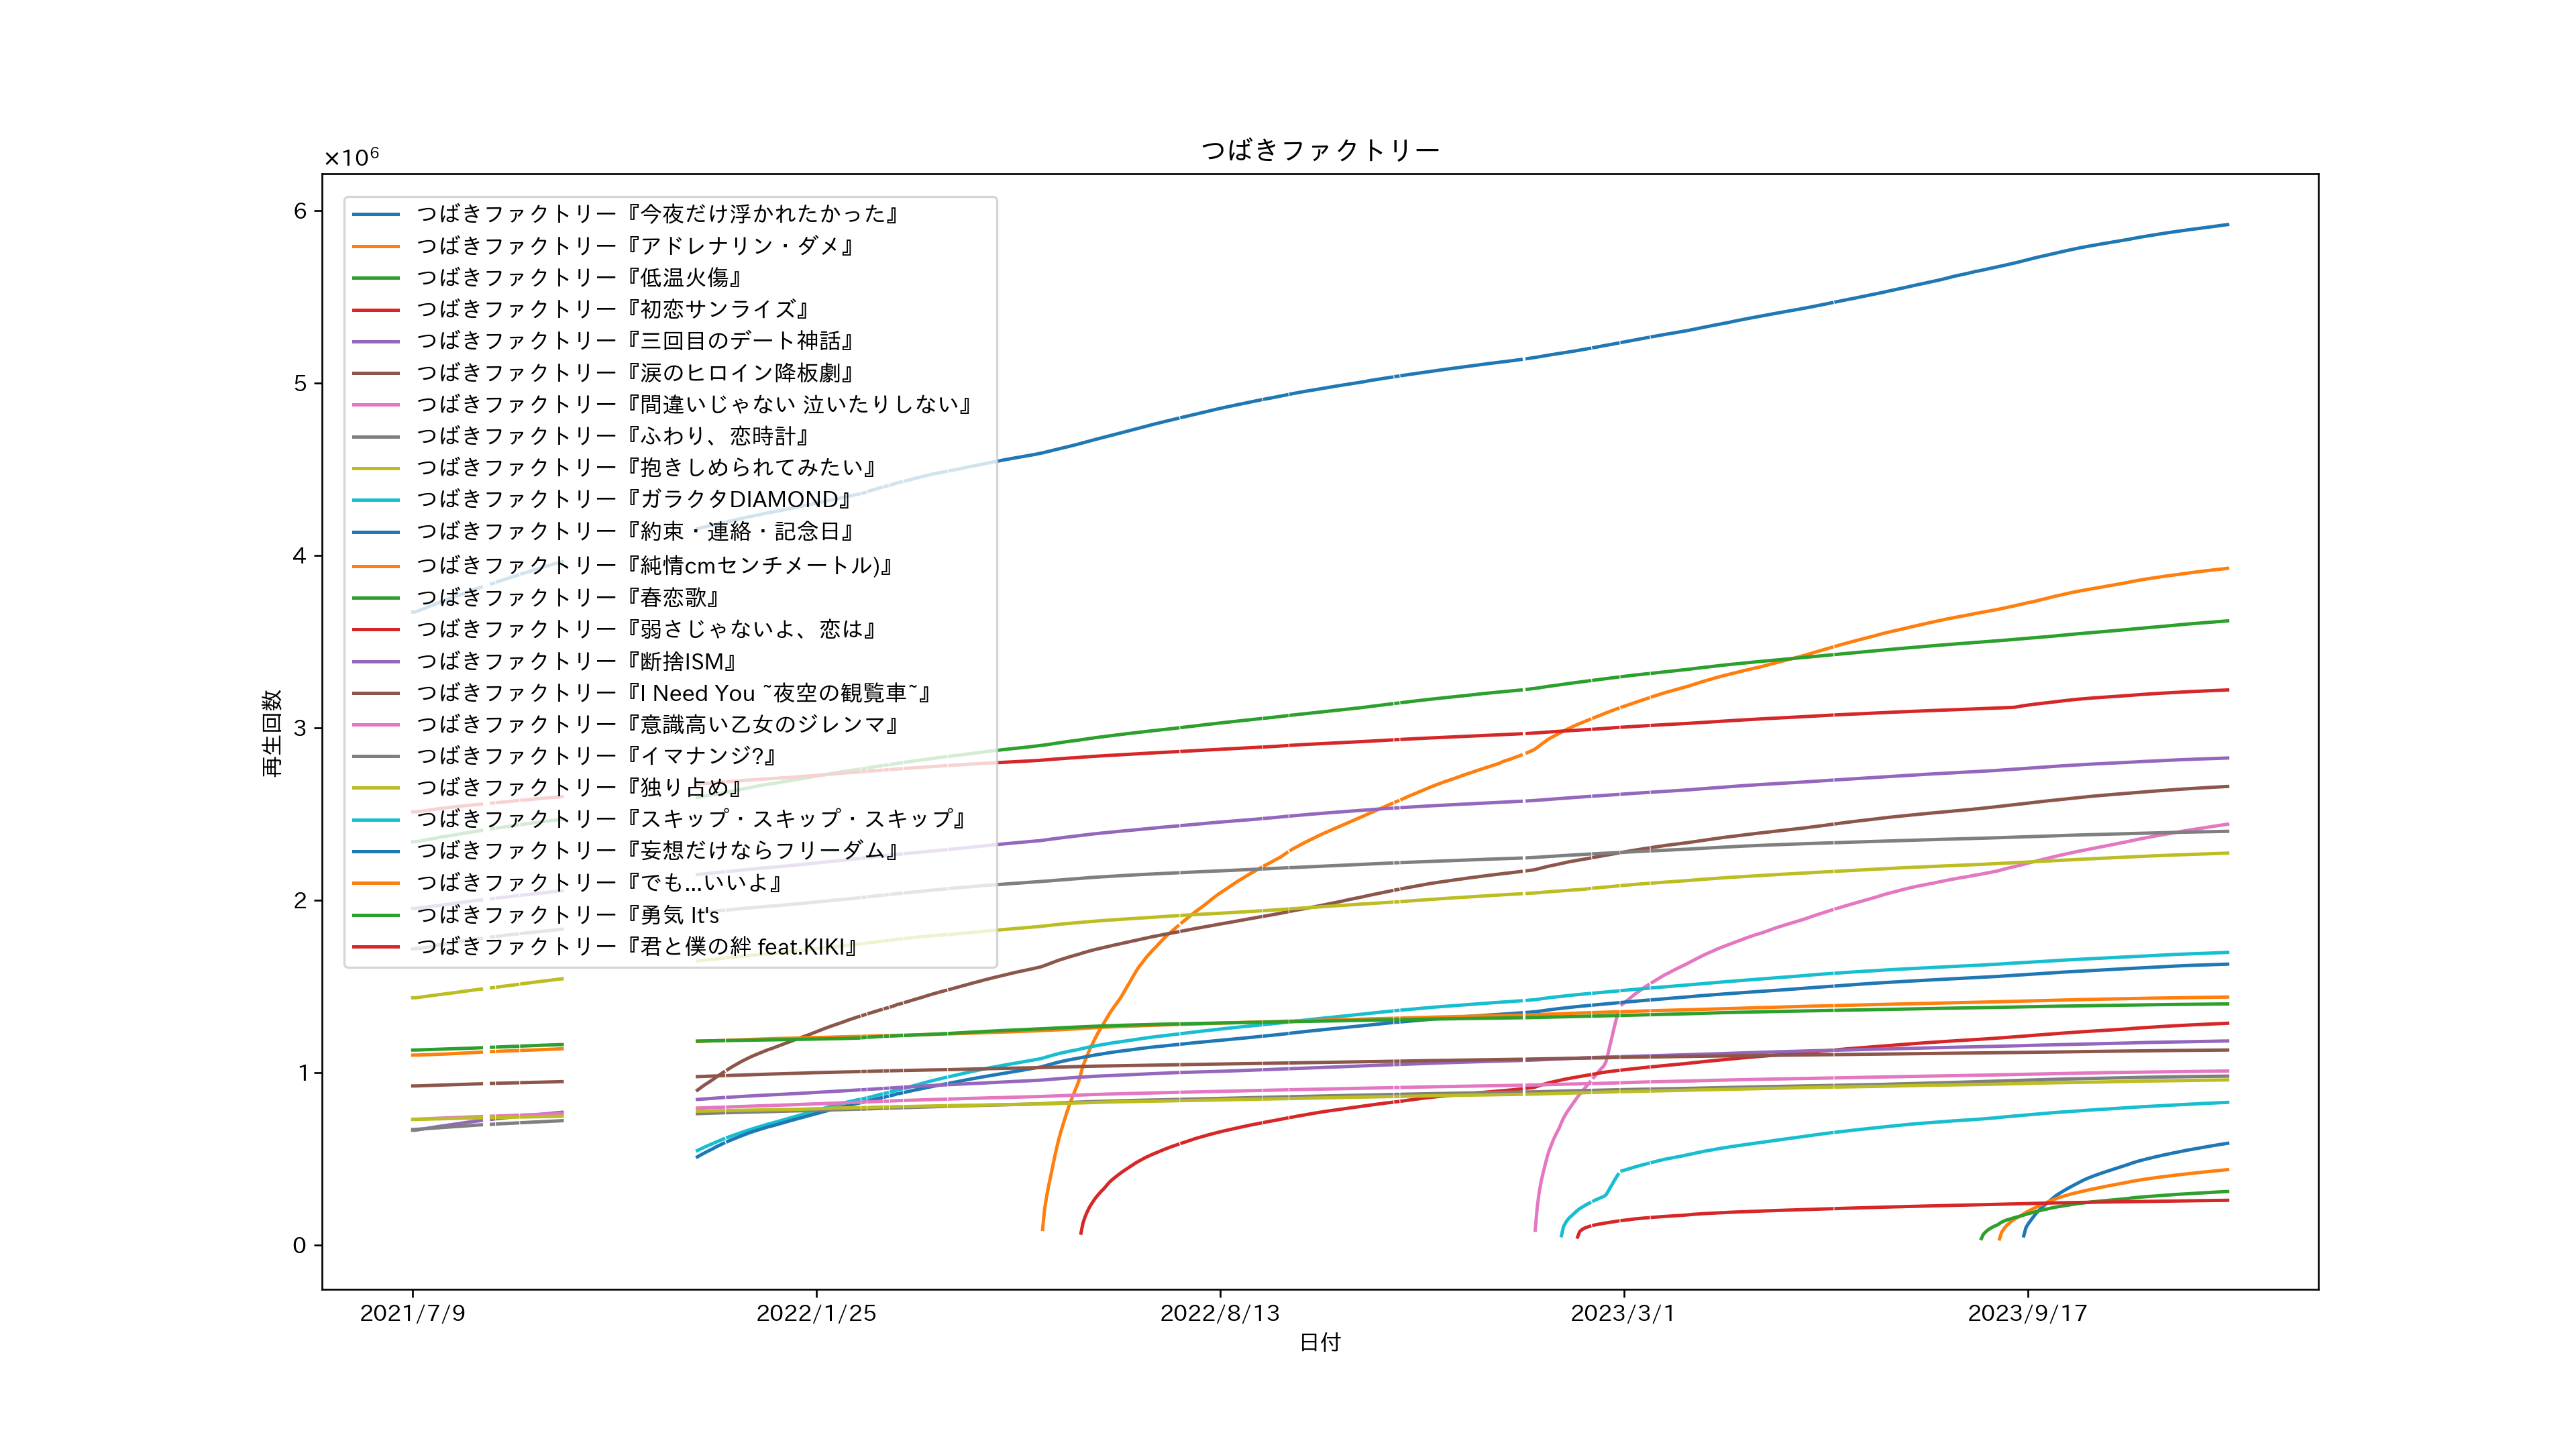 つばきファクトリー
×10⁶
6
5
4
3
2
1
0
再生回数
つばきファクトリー『今夜だけ浮かれたかった』
つばきファクトリー『アドレナリン・ダメ』
つばきファクトリー『低温火傷』
つばきファクトリー『初恋サンライズ』
つばきファクトリー『三回目のデート神話』
つばきファクトリー『涙のヒロイン降板劇』
つばきファクトリー『間違いじゃない 泣いたりしない』
つばきファクトリー『ふわり、恋時計』
つばきファクトリー『抱きしめられてみたい』
つばきファクトリー『ガラクタDIAMOND』
つばきファクトリー『約束・連絡・記念日』
つばきファクトリー『純情cmセンチメートル)』
つばきファクトリー『春恋歌』
つばきファクトリー『弱さじゃないよ、恋は』
つばきファクトリー『断捨ISM』
つばきファクトリー『I Need You ~夜空の観覧車~』
つばきファクトリー『意識高い乙女のジレンマ』
つばきファクトリー『イマナンジ?』
つばきファクトリー『独り占め』
つばきファクトリー『スキップ・スキップ・スキップ』
つばきファクトリー『妄想だけならフリーダム』
つばきファクトリー『でも...いいよ』
つばきファクトリー『勇気 It's
つばきファクトリー『君と僕の絆 feat.KIKI』
2021/7/9
2022/1/25
2022/8/13
2023/3/1
2023/9/17
日付